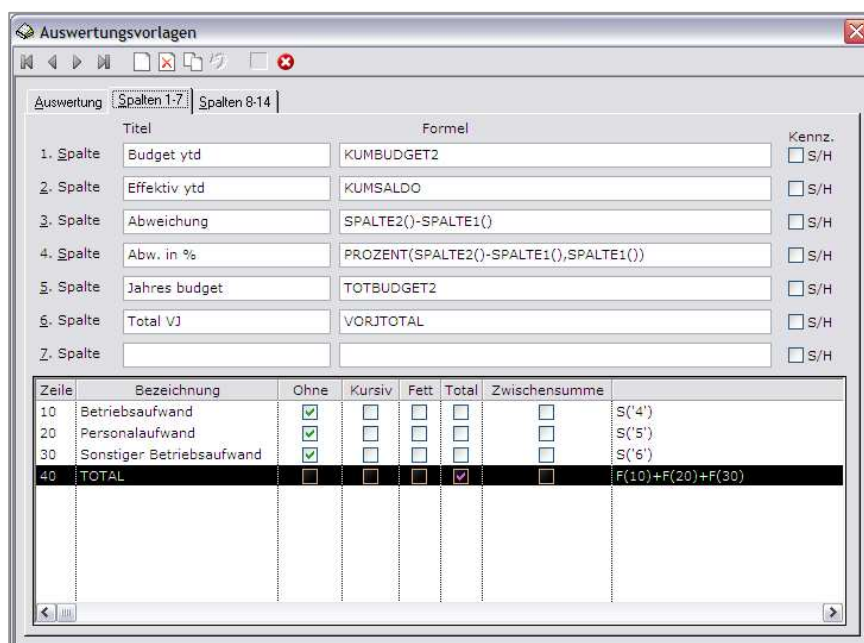 Auswertungsvorlagen
Auswertung Spalten 1-7 Spalten 8-14
Titel Formel Kennz.
1. Spalte Budget ytd KUMBUDGET2 S/H
2. Spalte Effektiv ytd KUMSALDO S/H
3. Spalte Abweichung SPALTE2()-SPALTE1() S/H
4. Spalte Abw. in % PROZENT(SPALTE2()-SPALTE1(),SPALTE1()) S/H
5. Spalte Jahres budget TOTBUDGET2 S/H
6. Spalte Total VJ VORJTOTAL S/H
7. Spalte S/H
Zeile Bezeichnung Ohne Kursiv Fett Total Zwischensumme
10 Betriebsaufwand S('4')
20 Personalaufwand S('5')
30 Sonstiger Betriebsaufwand S('6')
40 TOTAL F(10)+F(20)+F(30)